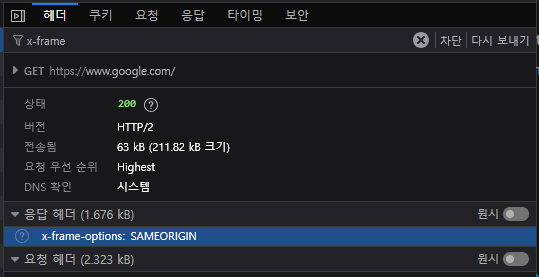 헤더 쿠키 요청 응답 타이밍 보안
x-frame 차단 다시 보내기
GET https://www.google.com/
상태 200
버전 HTTP/2
전송됨 63 kB (211.82 kB 크기)
요청 우선 순위 Highest
DNS 확인 시스템
응답 헤더 (1.676 kB) 원시
x-frame-options: SAMEORIGIN
요청 헤더 (2.323 kB) 원시